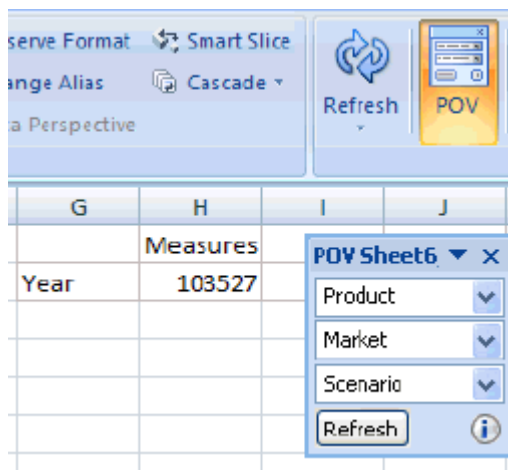 serve Format Smart Slice
ange Alias Cascade
a Perspective
Refresh POV
G H I J
Measures
Year 103527
POV Sheet6
Product
Market
Scenario
Refresh